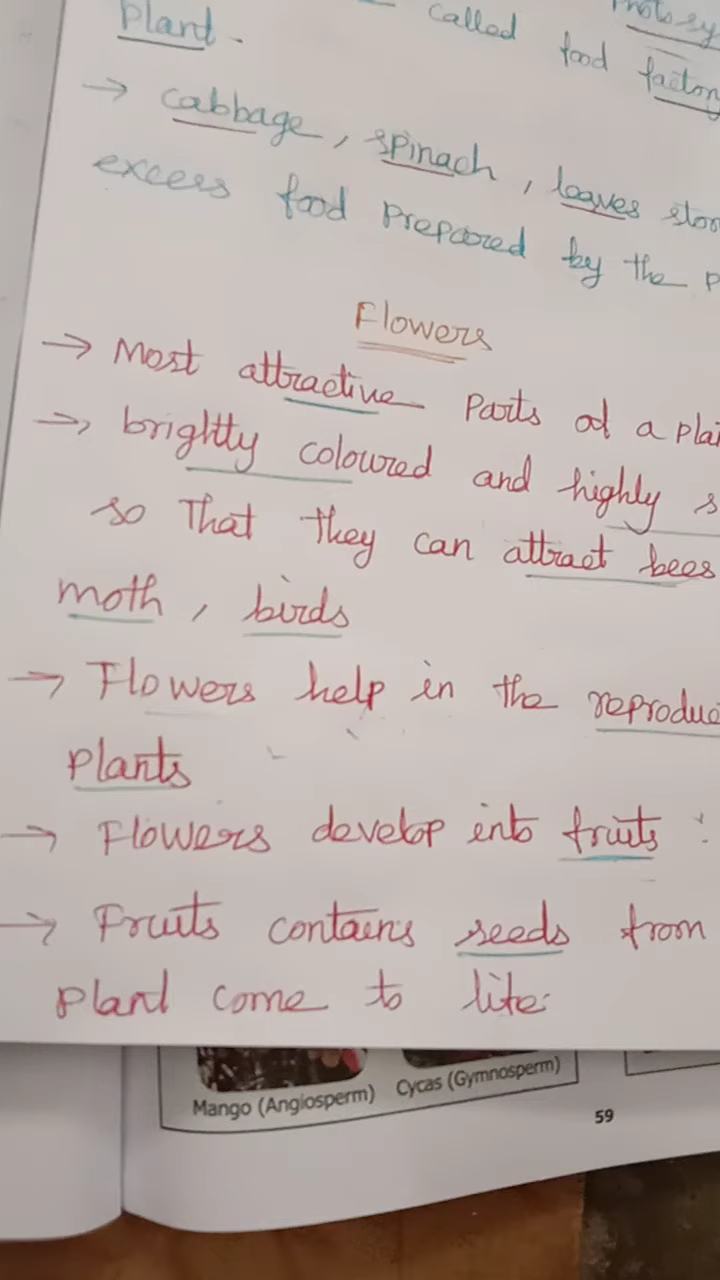 Plant.
called food factory
→ cabbage, spinach, leaves stor
excess food prepared by the P
Flowers
→ Most attractive parts of a pla
→ brightly coloured and highly s
so that they can attract bees
moth, birds
→ Flowers help in the reproduc
plants
→ Flowers develop into fruits
→ Fruits contains seeds from
plant come to life.
Mango (Angiosperm) Cycas (Gymnosperm)
59